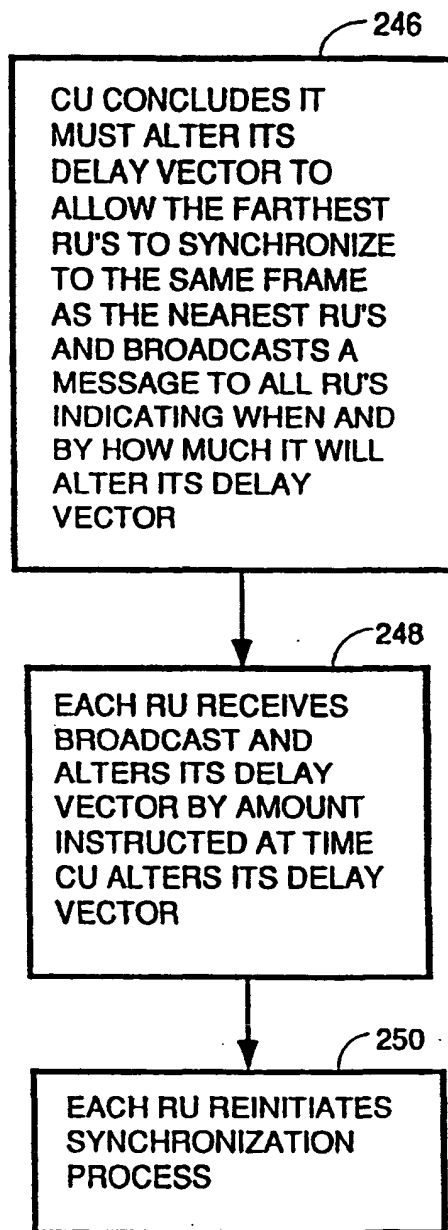 246
CU CONCLUDES IT
MUST ALTER ITS
DELAY VECTOR TO
ALLOW THE FARTHEST
RU'S TO SYNCHRONIZE
TO THE SAME FRAME
AS THE NEAREST RU'S
AND BROADCASTS A
MESSAGE TO ALL RU'S
INDICATING WHEN AND
BY HOW MUCH IT WILL
ALTER ITS DELAY
VECTOR
248
EACH RU RECEIVES
BROADCAST AND
ALTERS ITS DELAY
VECTOR BY AMOUNT
INSTRUCTED AT TIME
CU ALTERS ITS DELAY
VECTOR
250
EACH RU REINITIATES
SYNCHRONIZATION
PROCESS